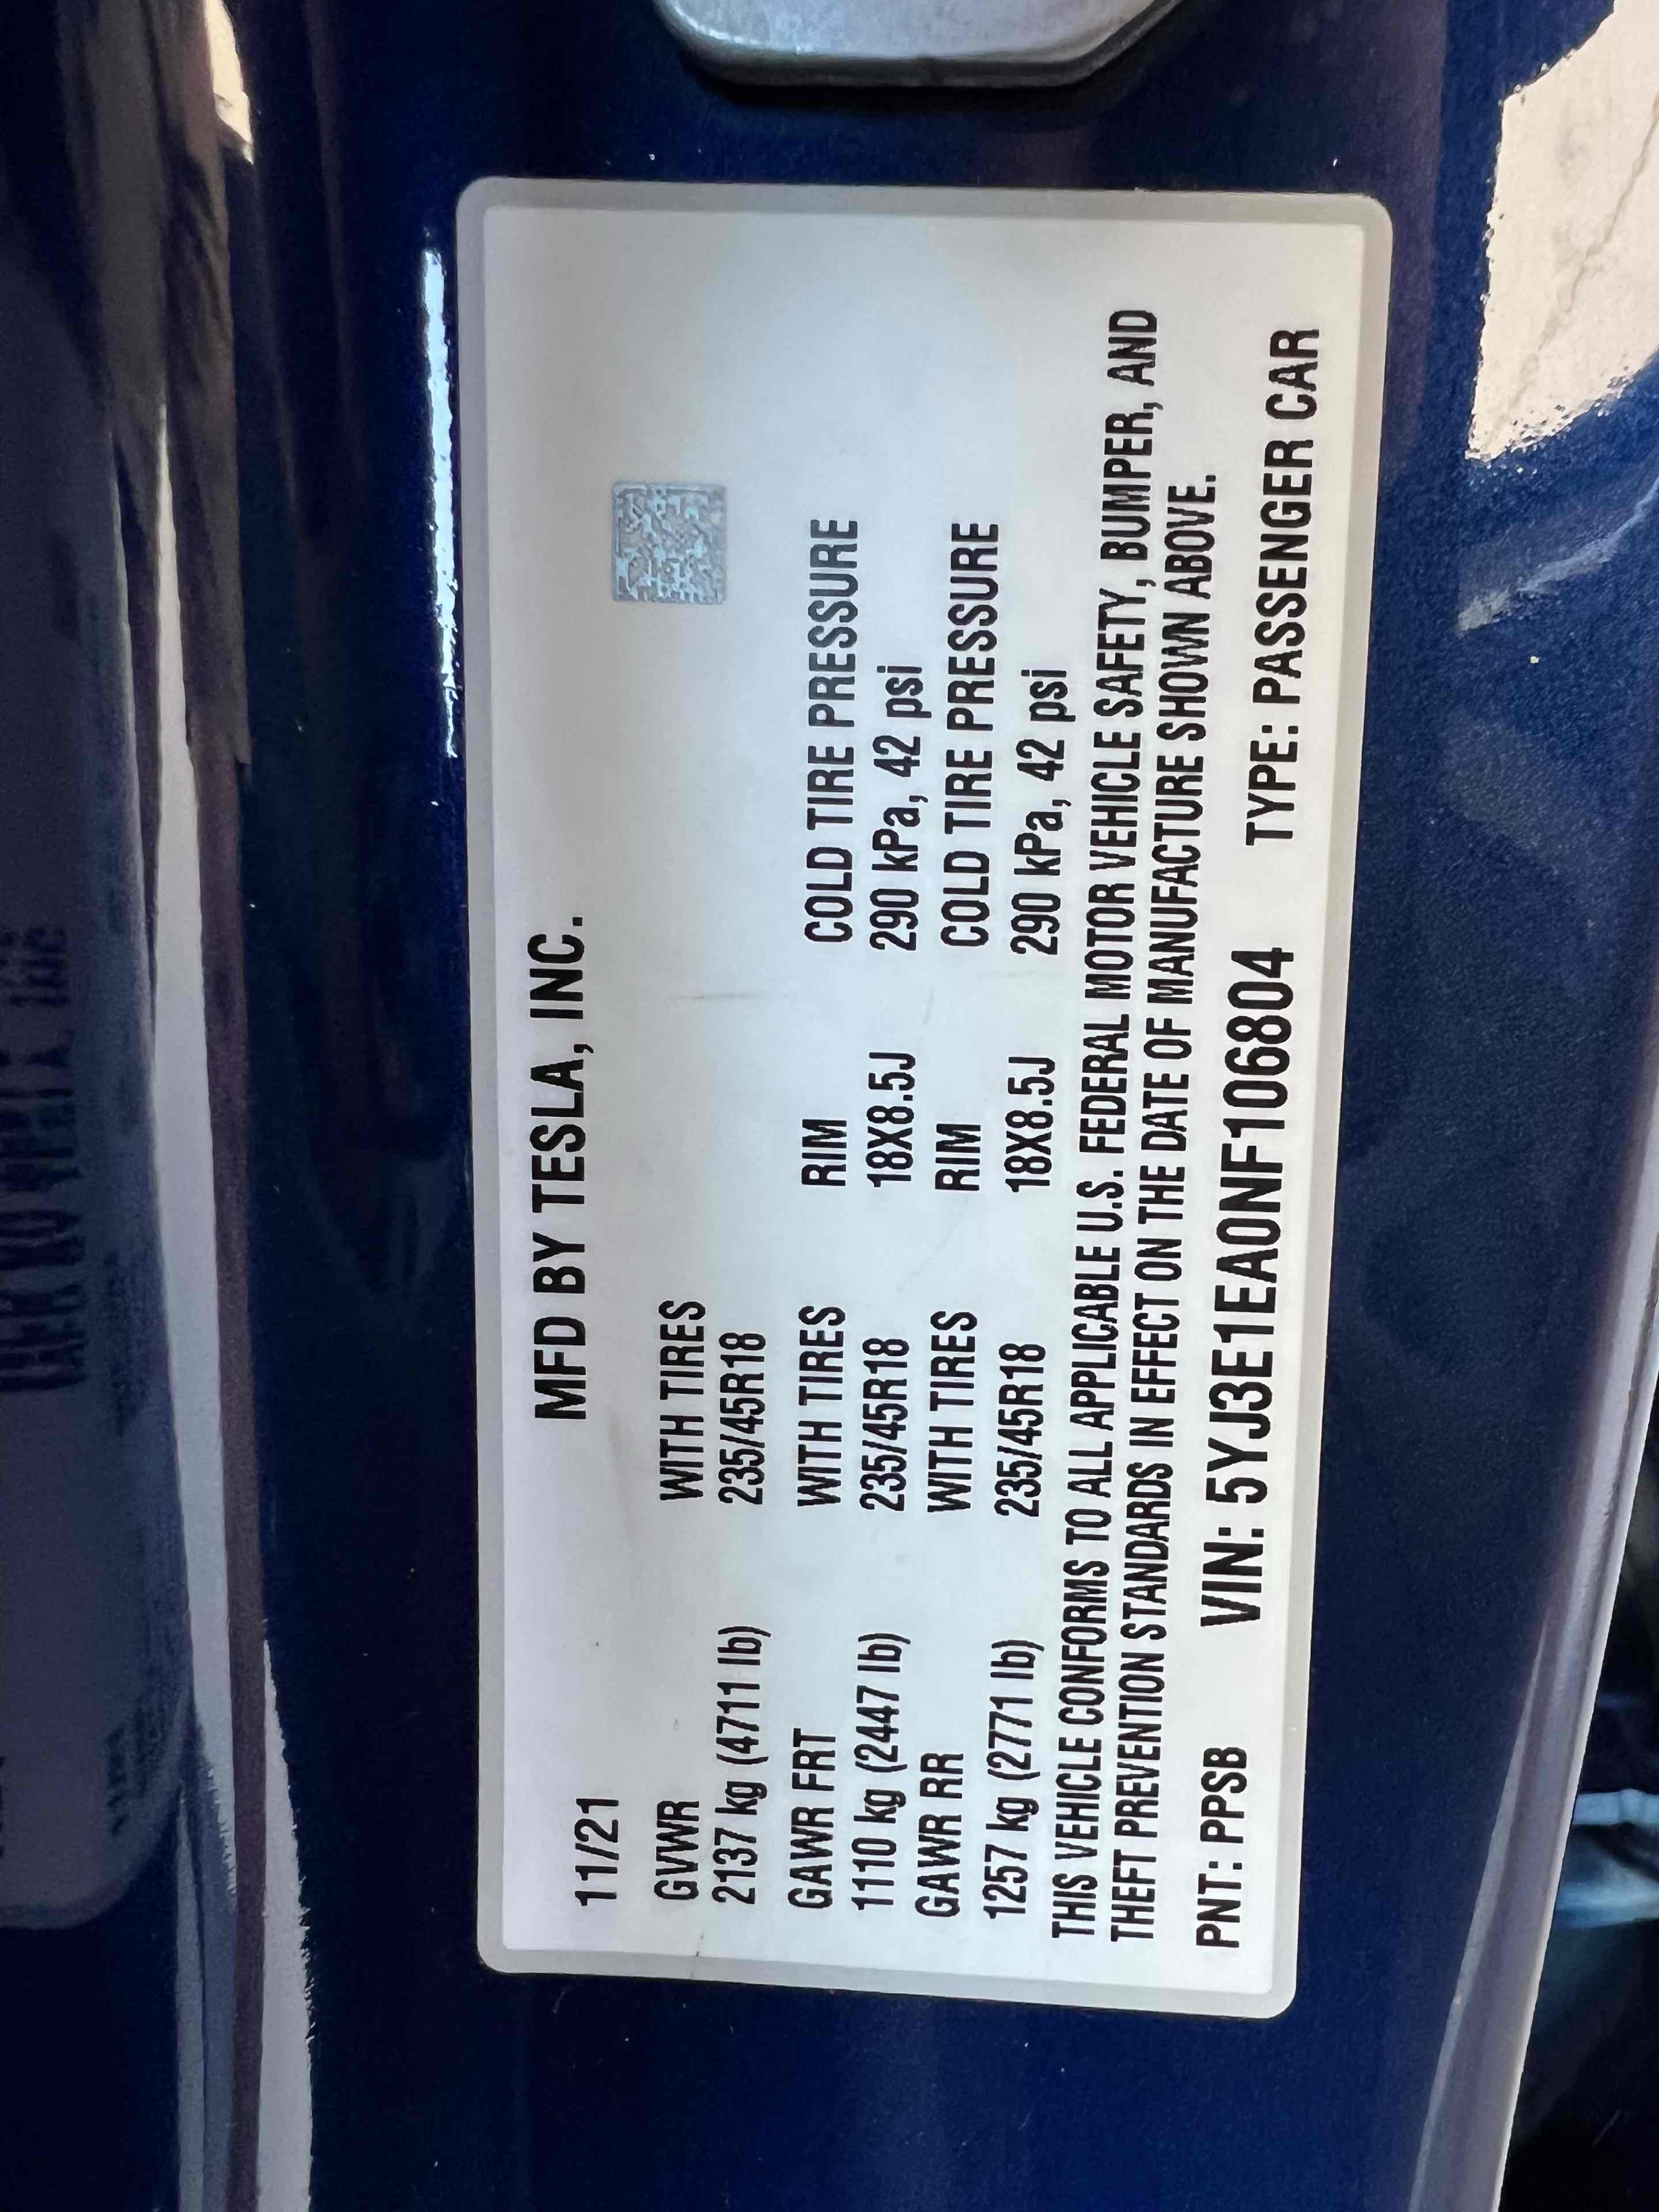 MFD BY TESLA, INC.
11/21
GVWR WITH TIRES
2137 kg (4711 lb) 235/45R18
GAWR FRT WITH TIRES RIM COLD TIRE PRESSURE
1110 kg (2447 lb) 235/45R18 18X8.5J 290 kPa, 42 psi
GAWR RR WITH TIRES RIM COLD TIRE PRESSURE
1257 kg (2771 lb) 235/45R18 18X8.5J 290 kPa, 42 psi
THIS VEHICLE CONFORMS TO ALL APPLICABLE U.S. FEDERAL MOTOR VEHICLE SAFETY, BUMPER, AND
THEFT PREVENTION STANDARDS IN EFFECT ON THE DATE OF MANUFACTURE SHOWN ABOVE.
PNT: PPSB VIN: 5YJ3E1EA0NF106804 TYPE: PASSENGER CAR